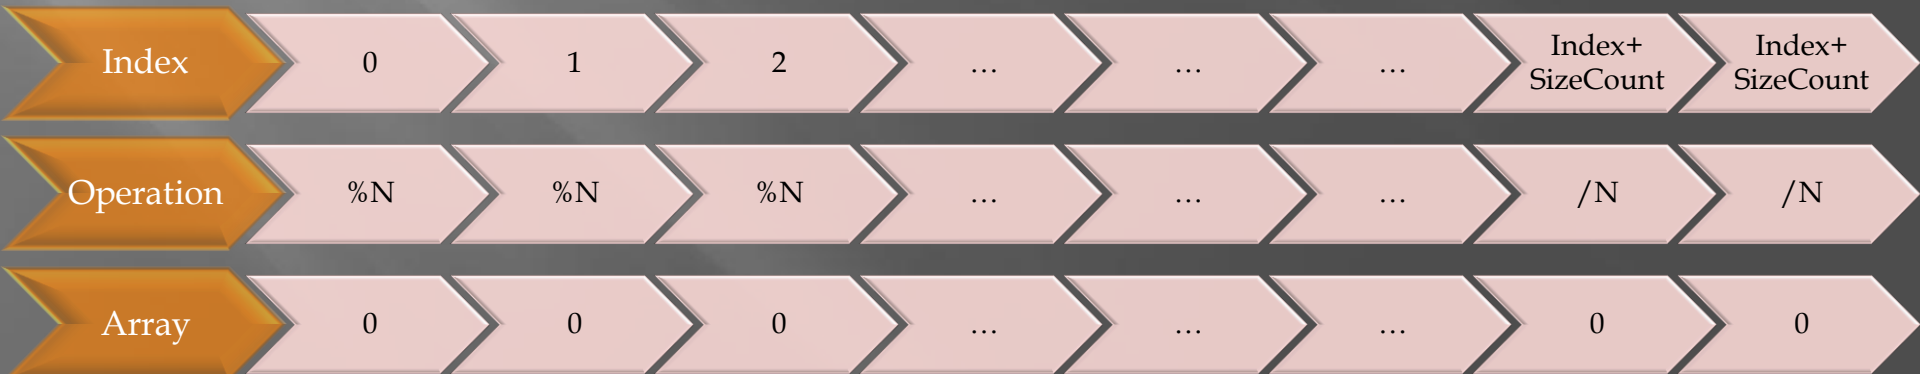 Index 0 1 2 … … … Index+ SizeCount Index+ SizeCount
Operation %N %N %N … … … /N /N
Array 0 0 0 … … … 0 0